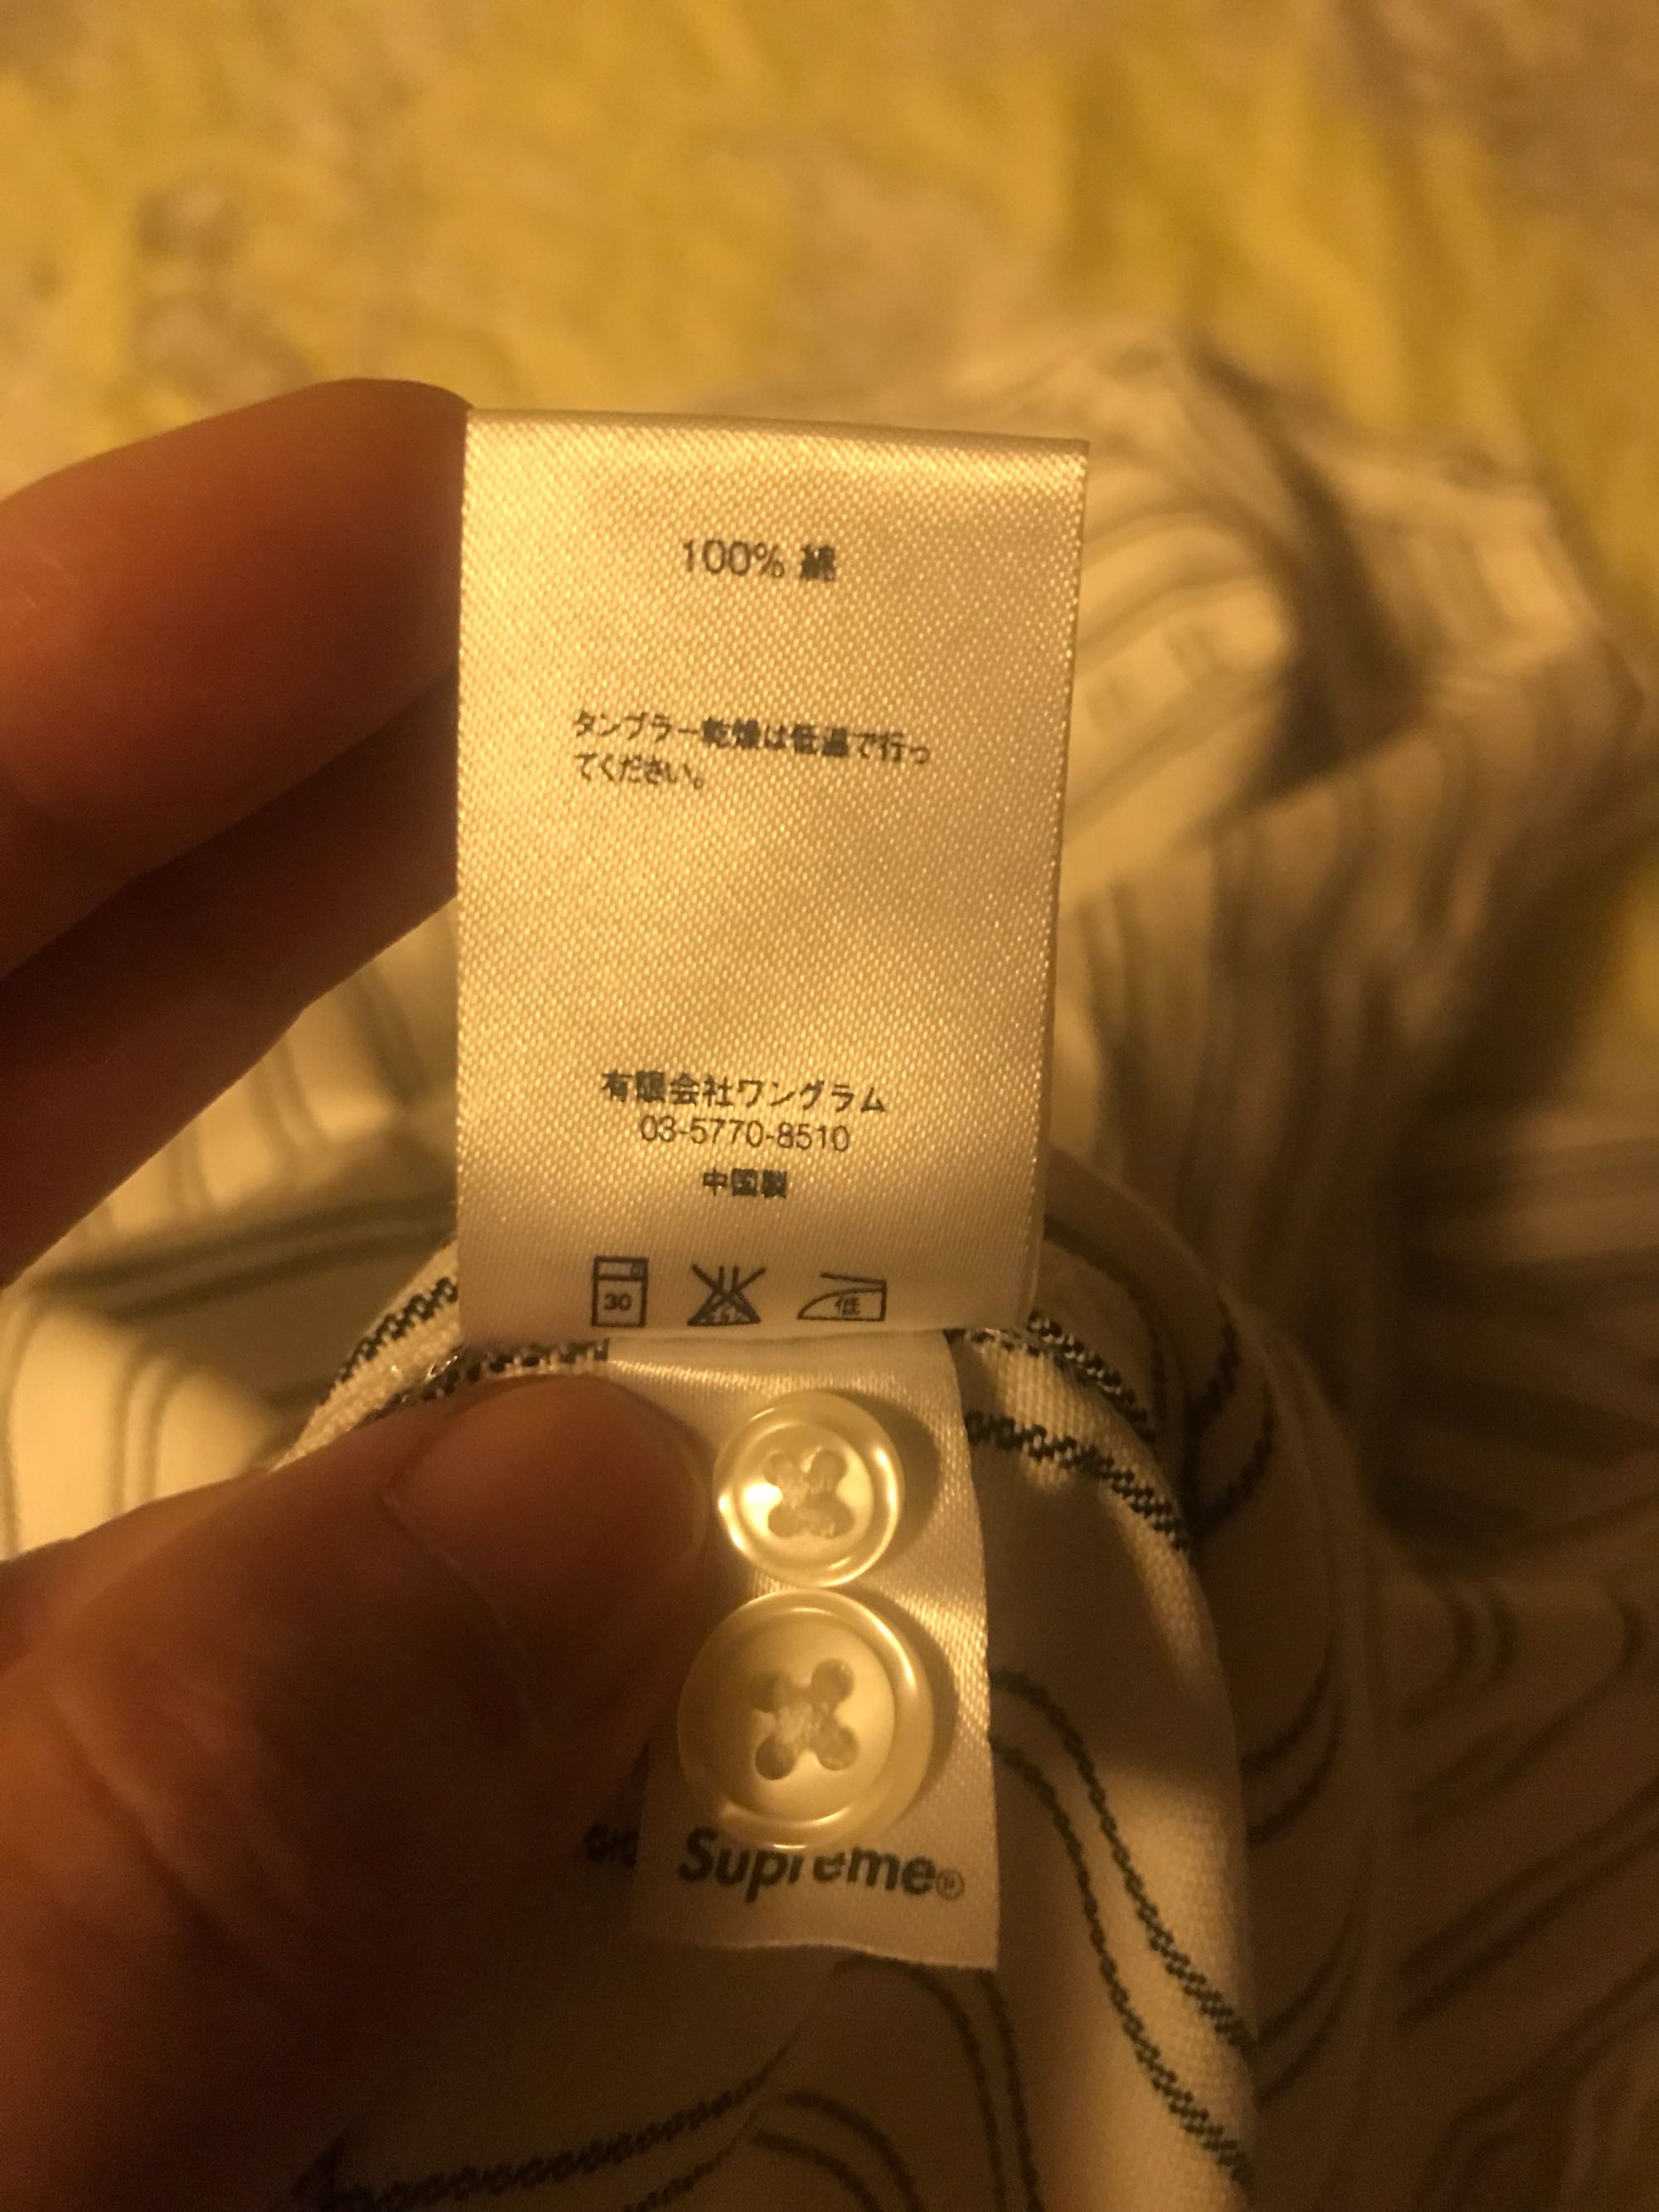 100% 綿
タンブラー乾燥は低温で行っ
てください。
有限会社ワングラム
03-5770-8510
中国製
30
低
Supreme®